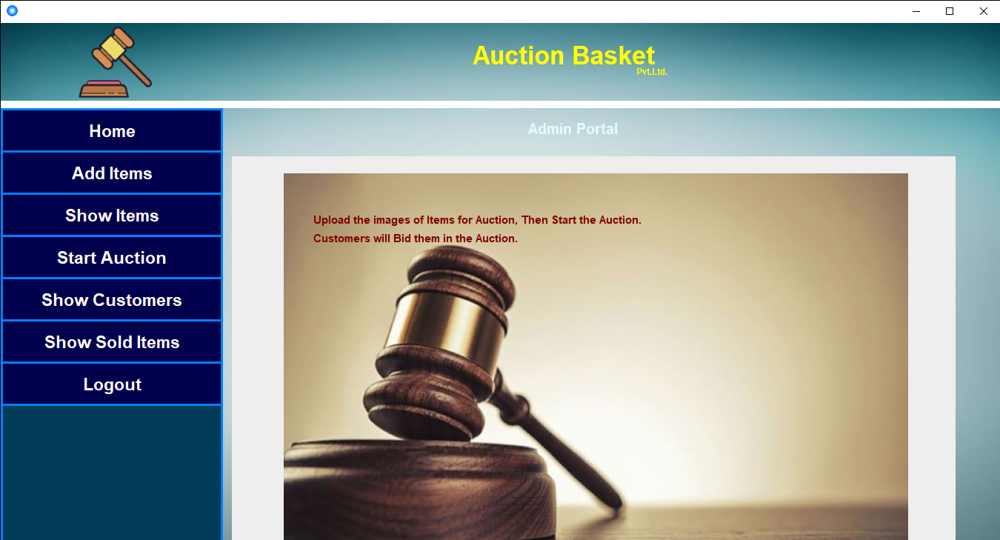 Auction Basket
Pvt.Ltd.
Home
Add Items
Show Items
Start Auction
Show Customers
Show Sold Items
Logout
Admin Portal
Upload the images of Items for Auction, Then Start the Auction.
Customers will Bid them in the Auction.